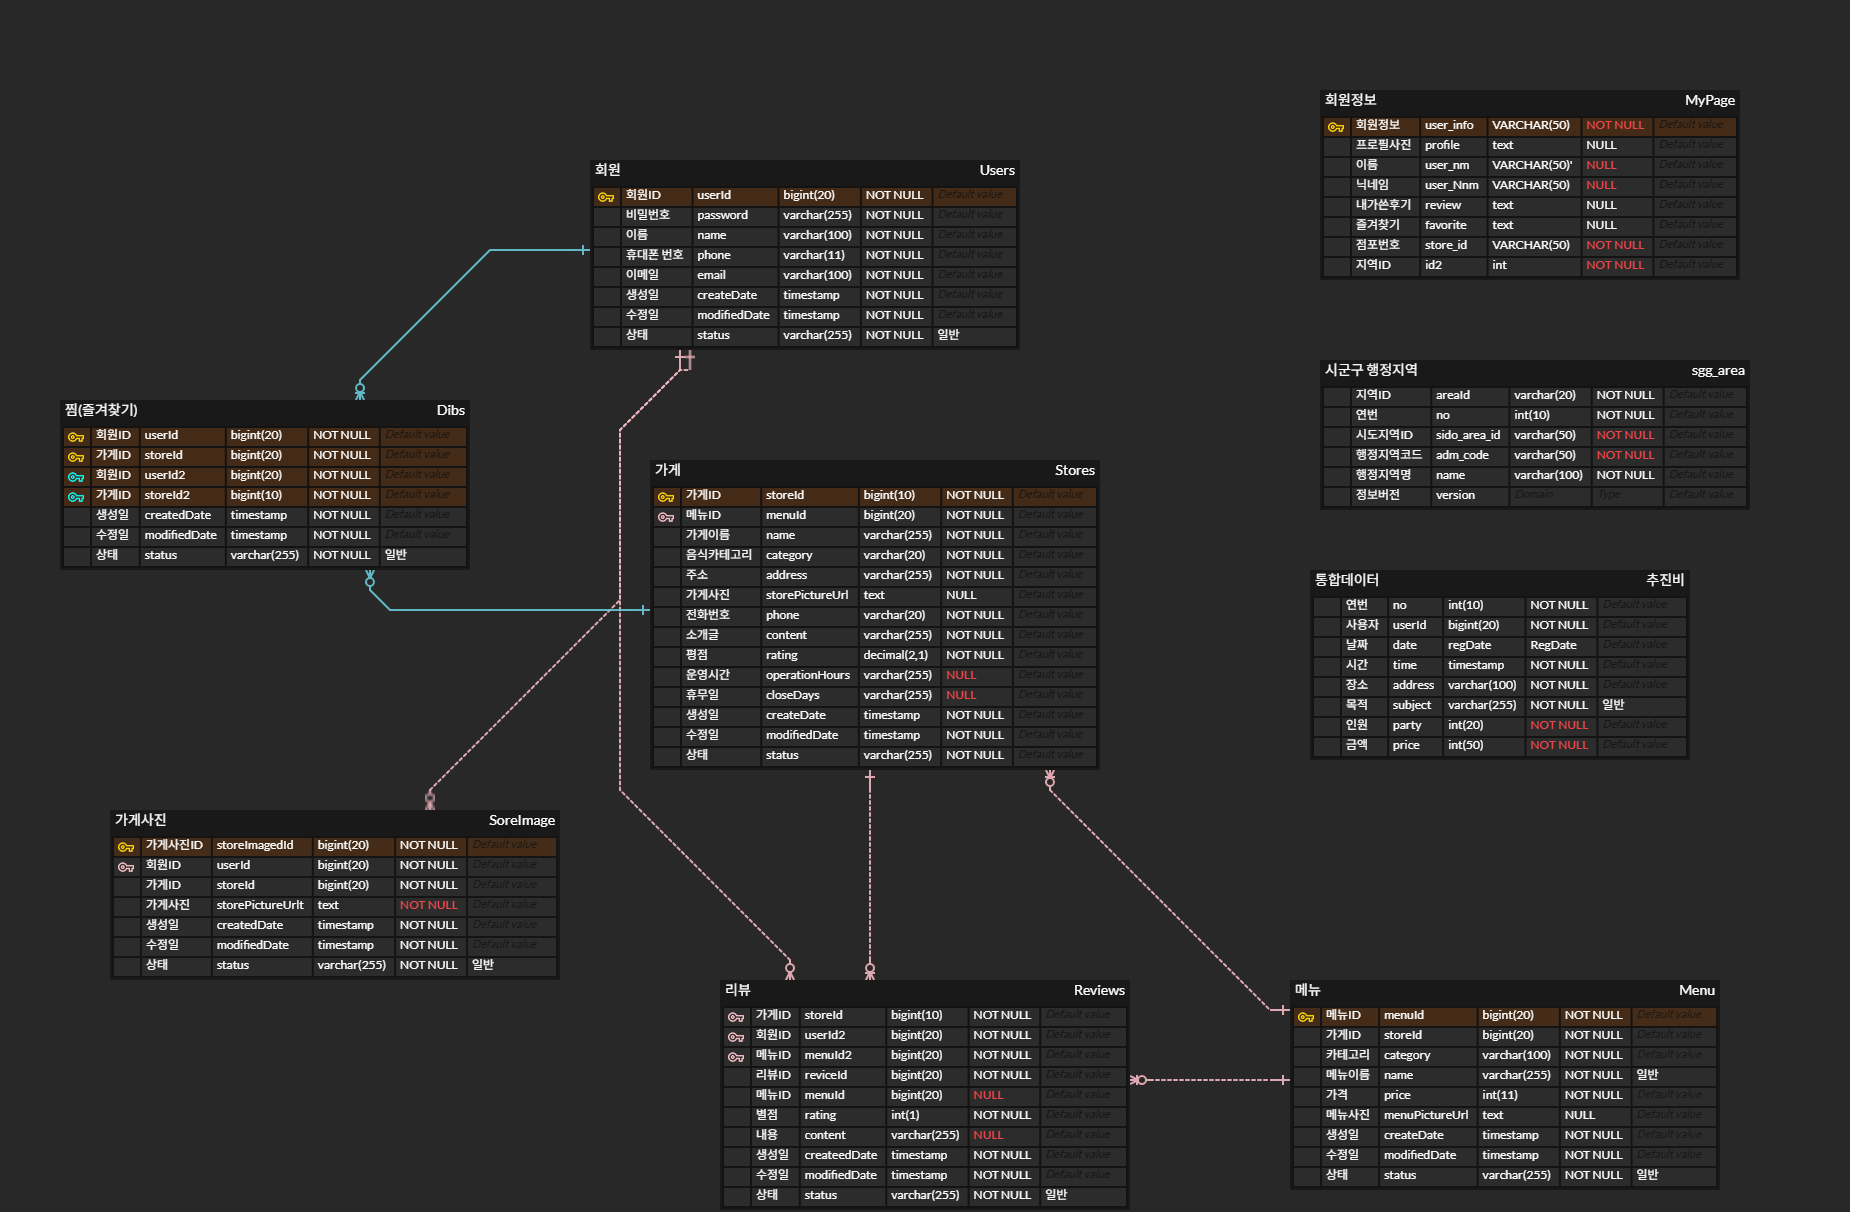 회원정보 MyPage
회원정보 user_info VARCHAR(50) NOT NULL Default value
프로필사진 profile text NULL Default value
이름 user_nm VARCHAR(50)' NULL Default value
닉네임 user_Nnm VARCHAR(50) NULL Default value
내가쓴후기 review text NULL Default value
즐겨찾기 favorite text NULL Default value
점포번호 store_id VARCHAR(50) NOT NULL Default value
지역ID id2 int NOT NULL Default value
회원 Users
회원ID userId bigint(20) NOT NULL Default value
비밀번호 password varchar(255) NOT NULL Default value
이름 name varchar(100) NOT NULL Default value
휴대폰 번호 phone varchar(11) NOT NULL Default value
이메일 email varchar(100) NOT NULL Default value
생성일 createDate timestamp NOT NULL Default value
수정일 modifiedDate timestamp NOT NULL Default value
상태 status varchar(255) NOT NULL 일반
시군구 행정지역 sgg_area
지역ID areaId varchar(20) NOT NULL Default value
연번 no int(10) NOT NULL Default value
시도지역ID sido_area_id varchar(50) NOT NULL Default value
행정지역코드 adm_code varchar(50) NOT NULL Default value
행정지역명 name varchar(100) NOT NULL Default value
정보버전 version Domain Type Default value
찜(즐겨찾기) Dibs
회원ID userId bigint(20) NOT NULL Default value
가게ID storeId bigint(20) NOT NULL Default value
회원ID userId2 bigint(20) NOT NULL Default value
가게ID storeId2 bigint(10) NOT NULL Default value
생성일 createdDate timestamp NOT NULL Default value
수정일 modifiedDate timestamp NOT NULL Default value
상태 status varchar(255) NOT NULL 일반
가게 Stores
가게ID storeId bigint(10) NOT NULL Default value
메뉴ID menuId bigint(20) NOT NULL Default value
가게이름 name varchar(255) NOT NULL Default value
음식카테고리 category varchar(20) NOT NULL Default value
주소 address varchar(255) NOT NULL Default value
가게사진 storePictureUrl text NULL Default value
전화번호 phone varchar(20) NOT NULL Default value
소개글 content varchar(255) NOT NULL Default value
평점 rating decimal(2,1) NOT NULL Default value
운영시간 operationHours varchar(255) NULL Default value
휴무일 closeDays varchar(255) NULL Default value
생성일 createDate timestamp NOT NULL Default value
수정일 modifiedDate timestamp NOT NULL Default value
상태 status varchar(255) NOT NULL Default value
통합데이터 추진비
연번 no int(10) NOT NULL Default value
사용자 userId bigint(20) NOT NULL Default value
날짜 date regDate RegDate Default value
시간 time timestamp NOT NULL Default value
장소 address varchar(100) NOT NULL Default value
목적 subject varchar(255) NOT NULL 일반
인원 party int(20) NOT NULL Default value
금액 price int(50) NOT NULL Default value
가게사진 SoreImage
가게사진ID storeImagedId bigint(20) NOT NULL Default value
회원ID userId bigint(20) NOT NULL Default value
가게ID storeId bigint(20) NOT NULL Default value
가게사진 storePictureUrlt text NOT NULL Default value
생성일 createdDate timestamp NOT NULL Default value
수정일 modifiedDate timestamp NOT NULL Default value
상태 status varchar(255) NOT NULL 일반
리뷰 Reviews
가게ID storeId bigint(10) NOT NULL Default value
회원ID userId2 bigint(20) NOT NULL Default value
메뉴ID menuId2 bigint(20) NOT NULL Default value
리뷰ID reviceId bigint(20) NOT NULL Default value
메뉴ID menuId bigint(20) NULL Default value
별점 rating int(1) NOT NULL Default value
내용 content varchar(255) NULL Default value
생성일 createedDate timestamp NOT NULL Default value
수정일 modifiedDate timestamp NOT NULL Default value
상태 status varchar(255) NOT NULL 일반
메뉴 Menu
메뉴ID menuId bigint(20) NOT NULL Default value
가게ID storeId bigint(20) NOT NULL Default value
카테고리 category varchar(100) NOT NULL Default value
메뉴이름 name varchar(255) NOT NULL 일반
가격 price int(11) NOT NULL Default value
메뉴사진 menuPictureUrl text NULL Default value
생성일 createDate timestamp NOT NULL Default value
수정일 modifiedDate timestamp NOT NULL Default value
상태 status varchar(255) NOT NULL 일반